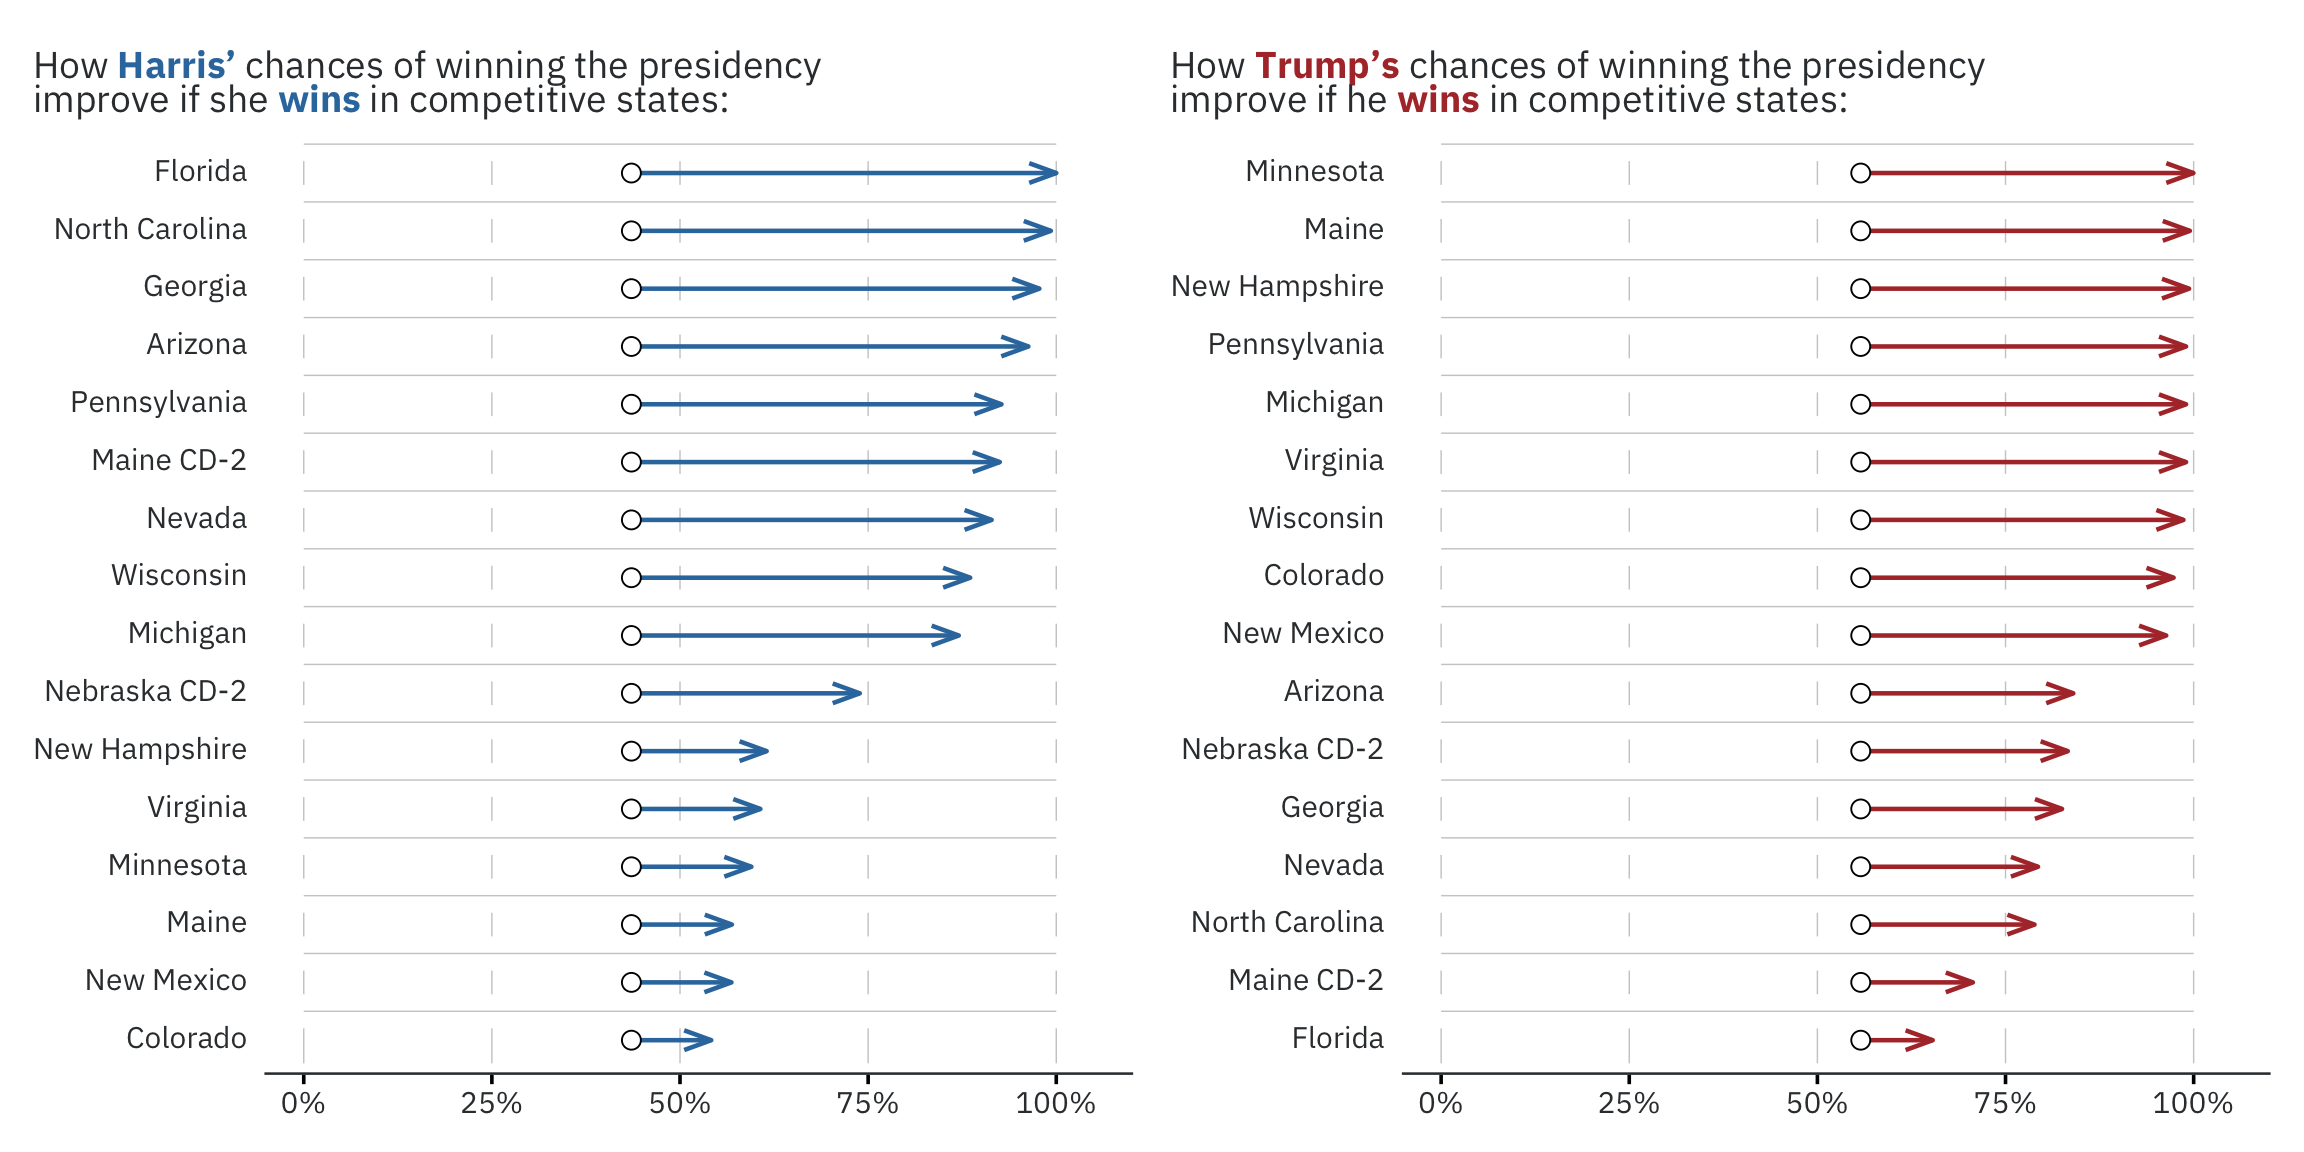 How Harris’ chances of winning the presidency
improve if she wins in competitive states:
Florida
North Carolina
Georgia
Arizona
Pennsylvania
Maine CD-2
Nevada
Wisconsin
Michigan
Nebraska CD-2
New Hampshire
Virginia
Minnesota
Maine
New Mexico
Colorado
0% 25% 50% 75% 100%
How Trump’s chances of winning the presidency
improve if he wins in competitive states:
Minnesota
Maine
New Hampshire
Pennsylvania
Michigan
Virginia
Wisconsin
Colorado
New Mexico
Arizona
Nebraska CD-2
Georgia
Nevada
North Carolina
Maine CD-2
Florida
0% 25% 50% 75% 100%